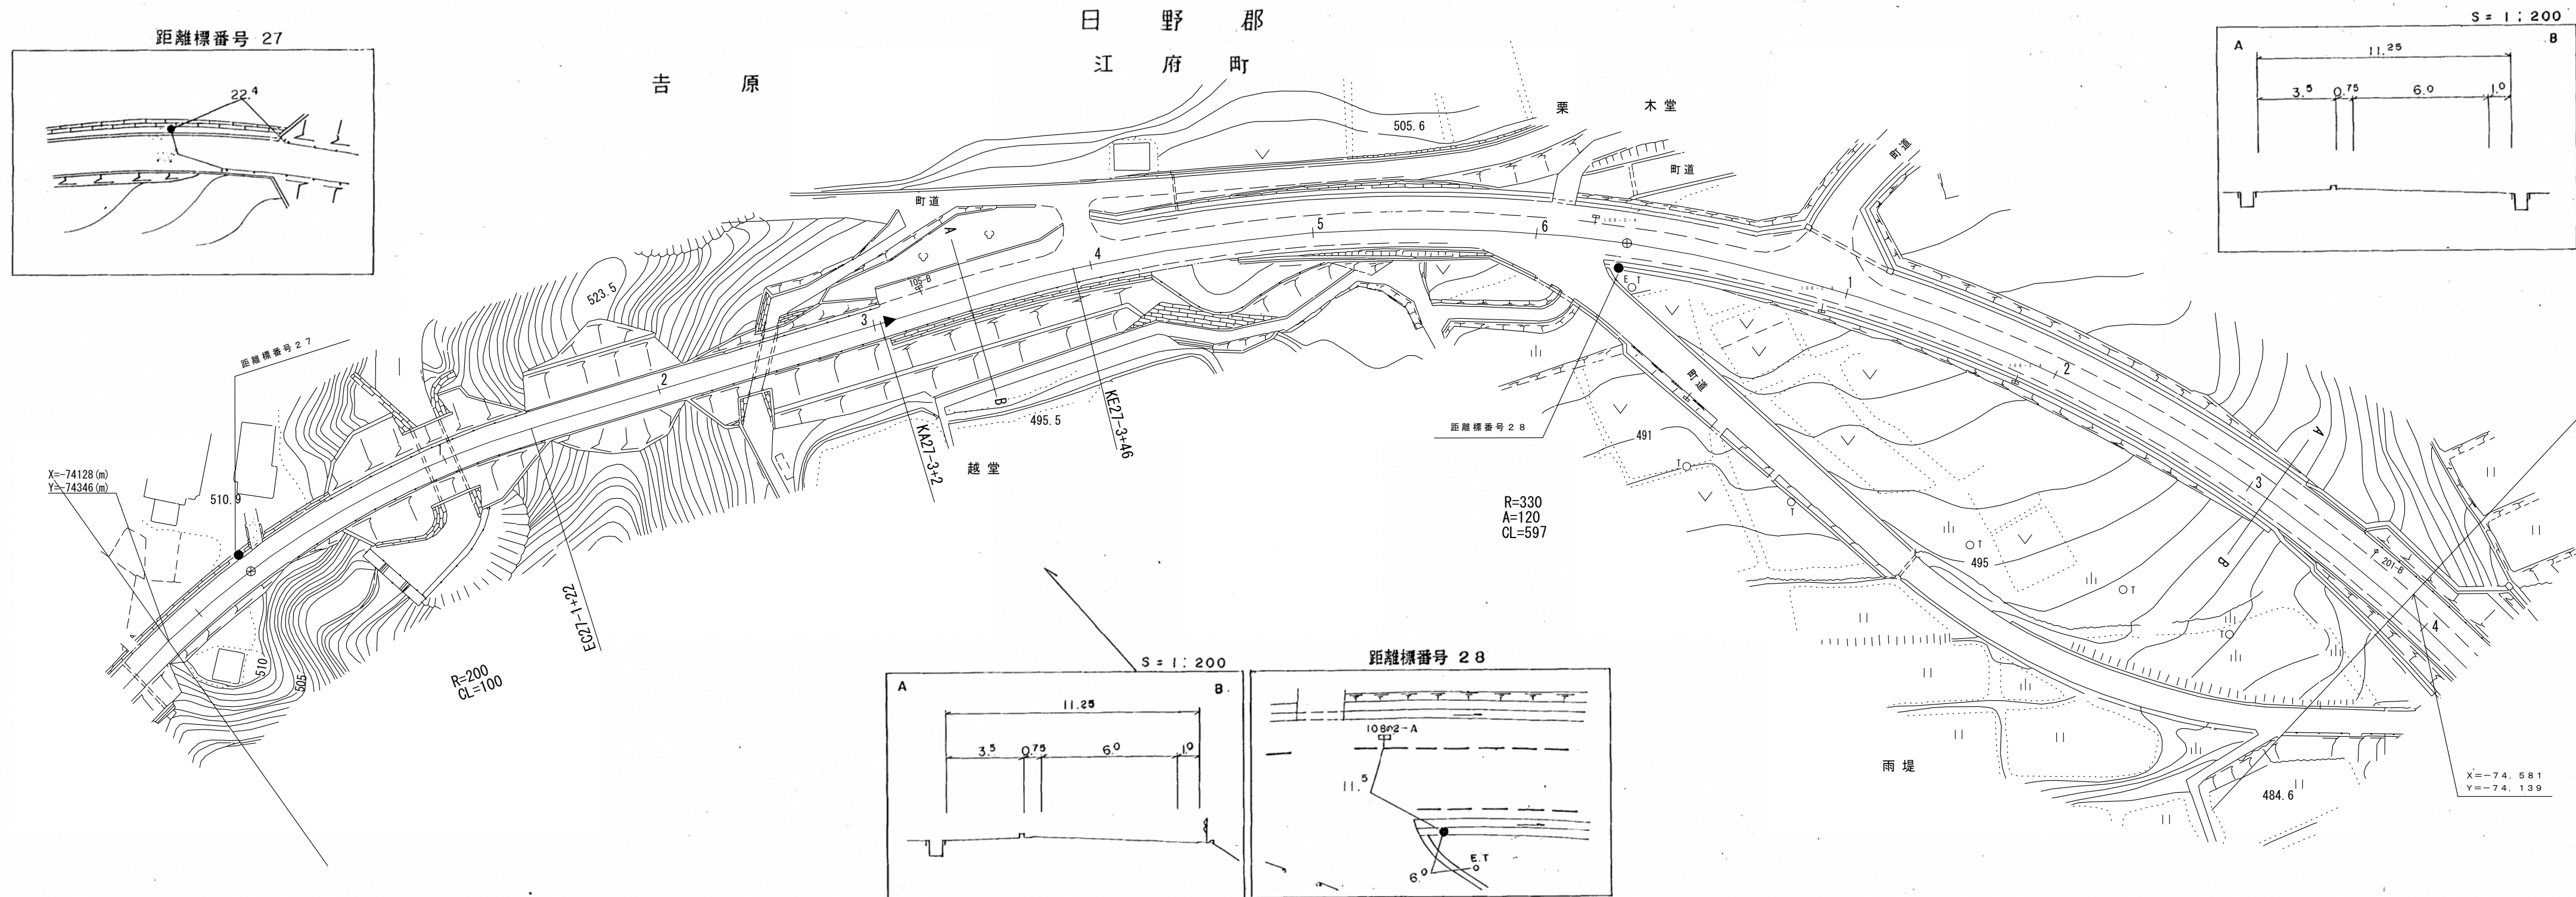 日野郡
江府町
吉原
距離標番号 27
22.4
S = 1 : 200
A
B
11.25
3.5 0.75 6.0 1.0
505.6
栗木堂
町道
町道
町道
523.5
A
105-B
B
3
4
5
6
1
2
2
3
4
E T
距離標番号27
510.9
X=-74128(m)
Y=-74346(m)
510
505
R=200
CL=100
EC27-1+22
KA27-3+2
KE27-3+46
495.5
越堂
距離標番号28
町道
491
T
T
R=330
A=120
CL=597
495
T
T
T
A
B
201-B
雨堤
484.6
X=-74, 581
Y=-74, 139
S = 1 : 200
A
B
11.25
3.5 0.75 6.0 1.0
距離標番号 28
11.5
E.T
6.0